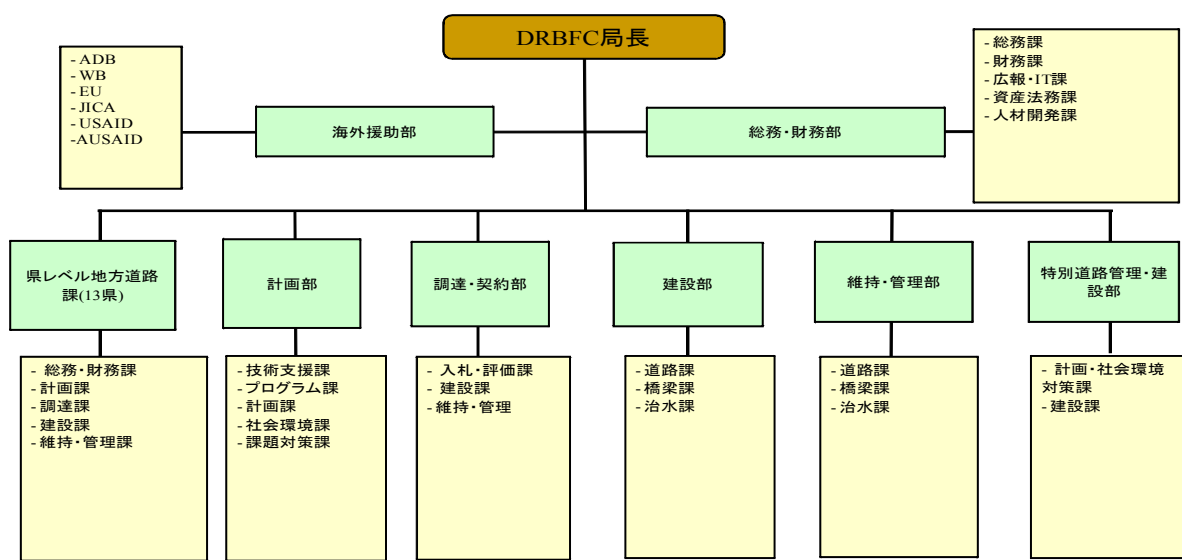 DRBFC局長
- ADB
- WB
- EU
- JICA
- USAID
- AUSAID
海外援助部
総務・財務部
- 総務課
- 財務課
- 広報・IT課
- 資産法務課
- 人材開発課
県レベル地方道路
課(13県)
計画部
調達・契約部
建設部
維持・管理部
特別道路管理・建
設部
- 総務・財務課
- 計画課
- 調達課
- 建設課
- 維持・管理課
- 技術支援課
- プログラム課
- 計画課
- 社会環境課
- 課題対策課
- 入札・評価課
- 建設課
- 維持・管理
- 道路課
- 橋梁課
- 治水課
- 道路課
- 橋梁課
- 治水課
- 計画・社会環境
対策課
- 建設課